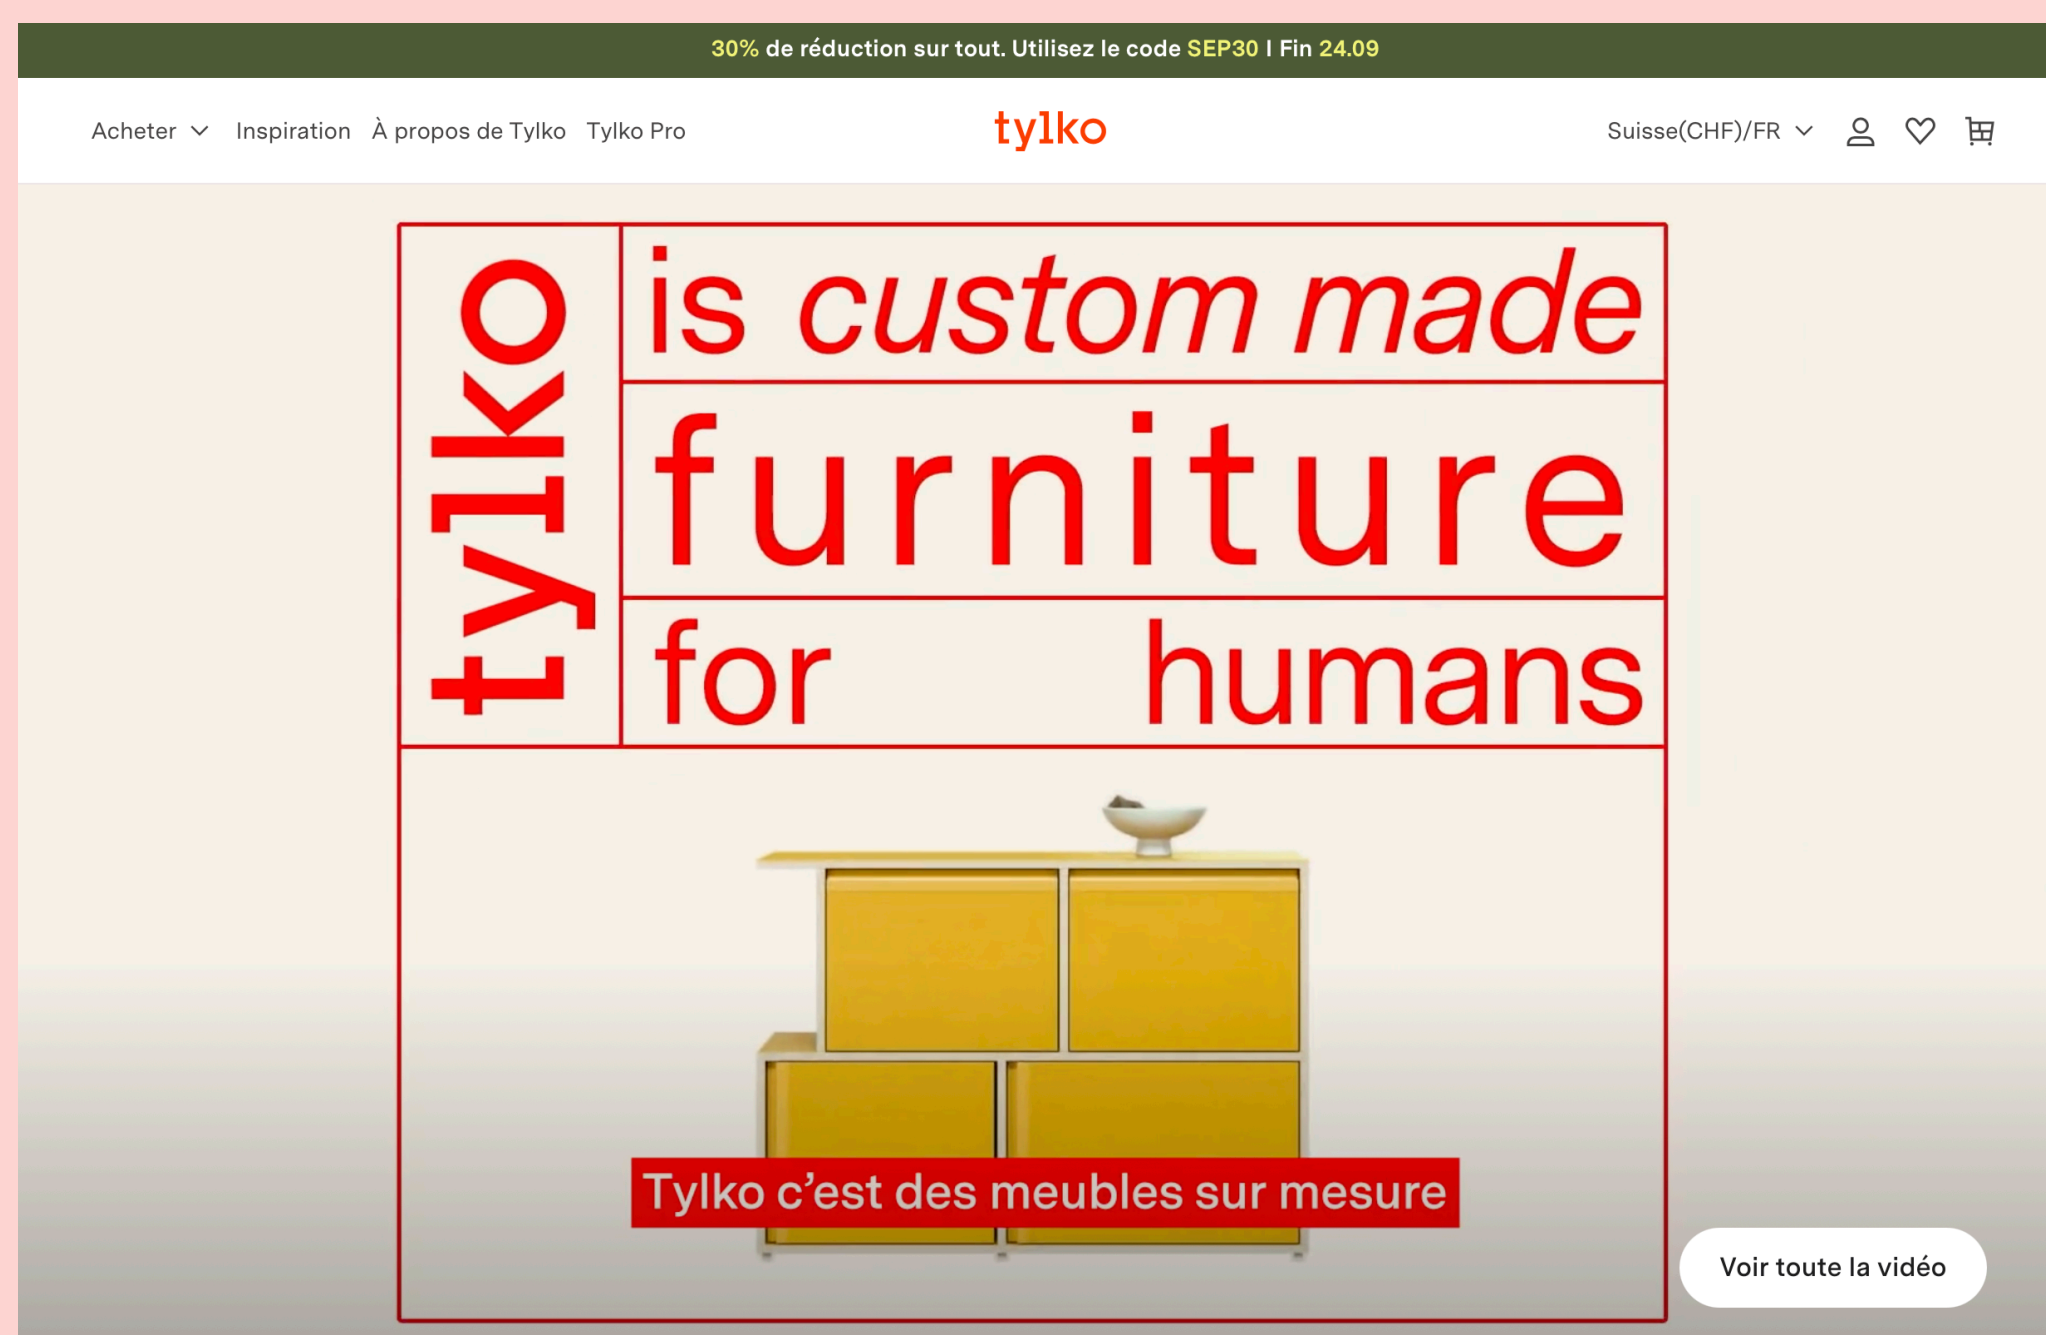 30% de réduction sur tout. Utilisez le code SEP30 I Fin 24.09
Acheter Inspiration À propos de Tylko Tylko Pro
tylko
Suisse(CHF)/FR
tylko
is custom made
furniture
for humans
Tylko c’est des meubles sur mesure
Voir toute la vidéo